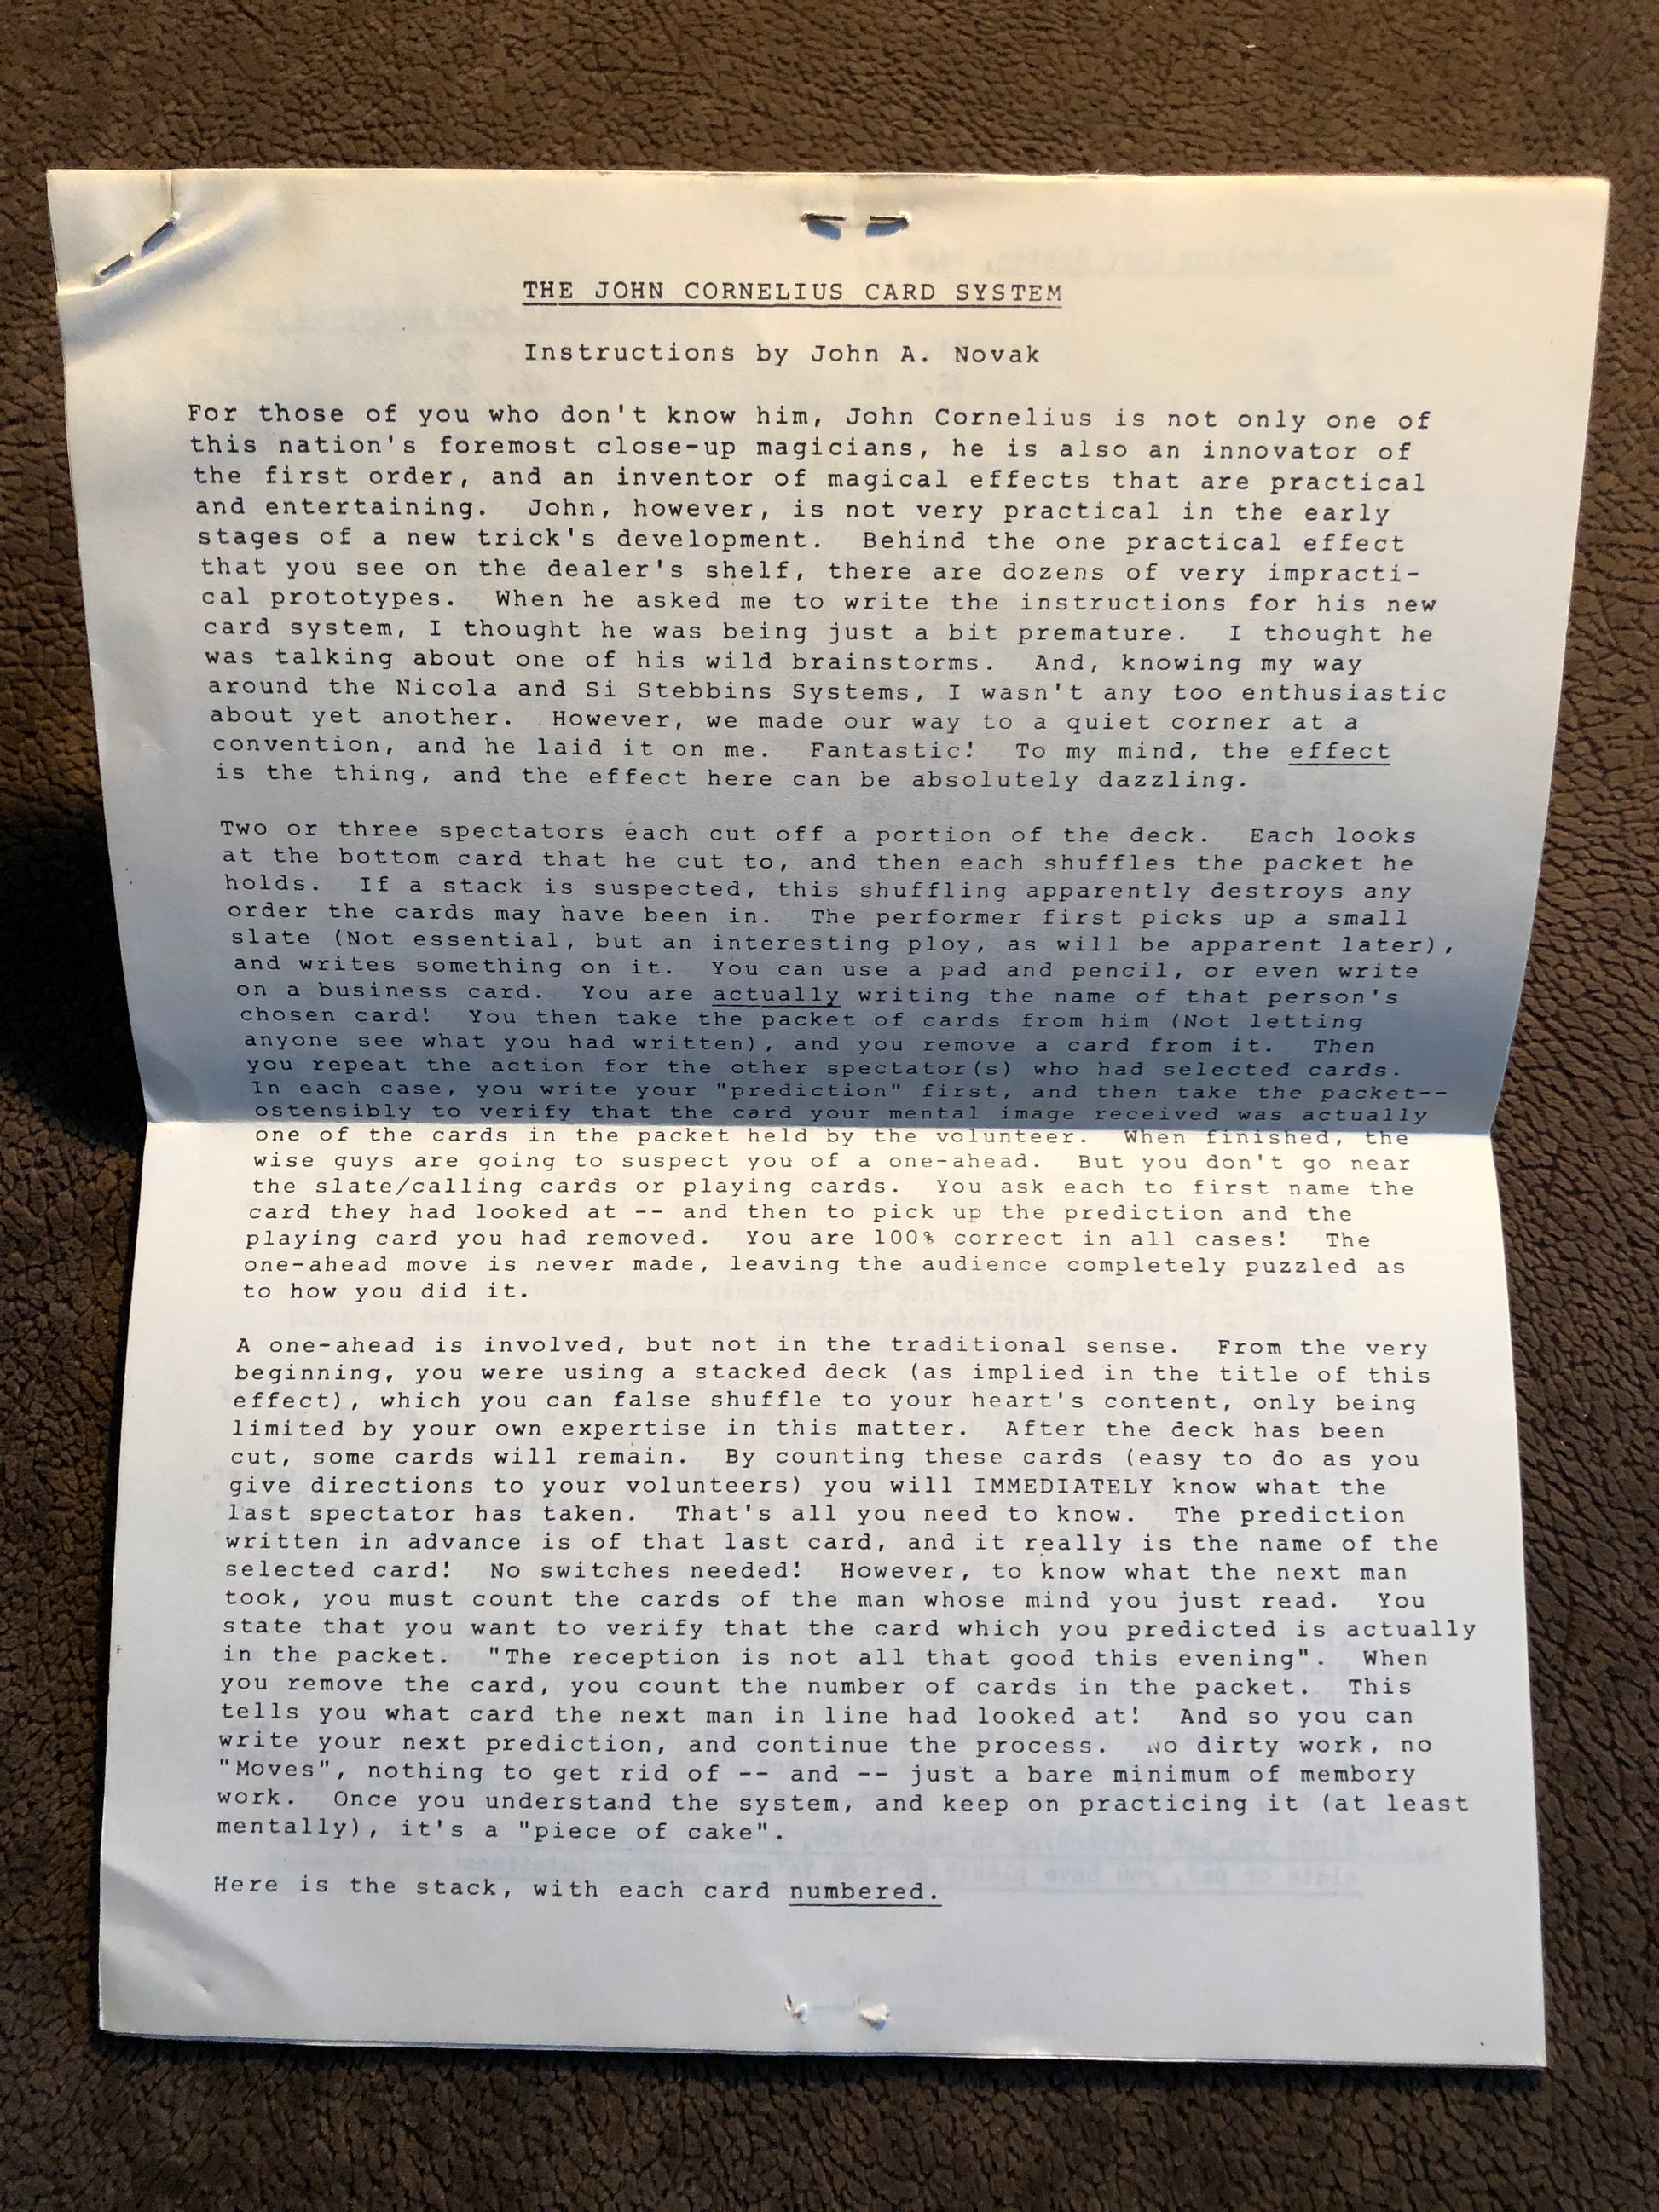 THE JOHN CORNELIUS CARD SYSTEM
Instructions by John A. Novak
For those of you who don't know him, John Cornelius is not only one of
this nation's foremost close-up magicians, he is also an innovator of
the first order, and an inventor of magical effects that are practical
and entertaining. John, however, is not very practical in the early
stages of a new trick's development. Behind the one practical effect
that you see on the dealer's shelf, there are dozens of very impracti-
cal prototypes. When he asked me to write the instructions for his new
card system, I thought he was being just a bit premature. I thought he
was talking about one of his wild brainstorms. And, knowing my way
around the Nicola and Si Stebbins Systems, I wasn't any too enthusiastic
about yet another. However, we made our way to a quiet corner at a
convention, and he laid it on me. Fantastic! To my mind, the effect
is the thing, and the effect here can be absolutely dazzling.
Two or three spectators each cut off a portion of the deck. Each looks
at the bottom card that he cut to, and then each shuffles the packet he
holds. If a stack is suspected, this shuffling apparently destroys any
order the cards may have been in. The performer first picks up a small
slate (Not essential, but an interesting ploy, as will be apparent later),
and writes something on it. You can use a pad and pencil, or even write
on a business card. You are actually writing the name of that person's
chosen card! You then take the packet of cards from him (Not letting
anyone see what you had written), and you remove a card from it. Then
you repeat the action for the other spectator(s) who had selected cards.
In each case, you write your "prediction" first, and then take the packet--
ostensibly to verify that the card your mental image received was actually
one of the cards in the packet held by the volunteer. When finished, the
wise guys are going to suspect you of a one-ahead. But you don't go near
the slate/calling cards or playing cards. You ask each to first name the
card they had looked at -- and then to pick up the prediction and the
playing card you had removed. You are 100% correct in all cases! The
one-ahead move is never made, leaving the audience completely puzzled as
to how you did it.
A one-ahead is involved, but not in the traditional sense. From the very
beginning, you were using a stacked deck (as implied in the title of this
effect), which you can false shuffle to your heart's content, only being
limited by your own expertise in this matter. After the deck has been
cut, some cards will remain. By counting these cards (easy to do as you
give directions to your volunteers) you will IMMEDIATELY know what the
last spectator has taken. That's all you need to know. The prediction
written in advance is of that last card, and it really is the name of the
selected card! No switches needed! However, to know what the next man
took, you must count the cards of the man whose mind you just read. You
state that you want to verify that the card which you predicted is actually
in the packet. "The reception is not all that good this evening". When
you remove the card, you count the number of cards in the packet. This
tells you what card the next man in line had looked at! And so you can
write your next prediction, and continue the process. No dirty work, no
"Moves", nothing to get rid of -- and -- just a bare minimum of membory
work. Once you understand the system, and keep on practicing it (at least
mentally), it's a "piece of cake".
Here is the stack, with each card numbered.